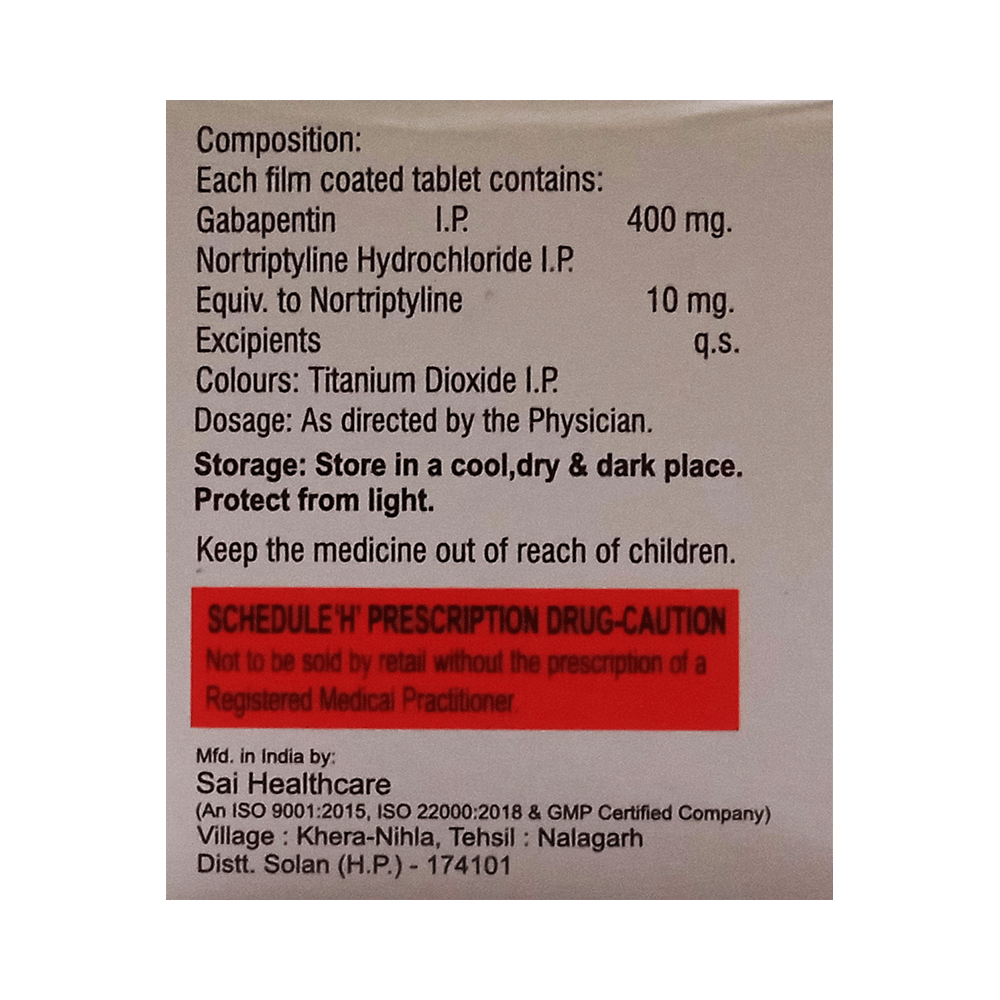 Composition:
Each film coated tablet contains:
Gabapentin I.P. 400 mg.
Nortriptyline Hydrochloride I.P.
Equiv. to Nortriptyline 10 mg.
Excipients q.s.
Colours: Titanium Dioxide I.P.
Dosage: As directed by the Physician.
Storage: Store in a cool,dry & dark place.
Protect from light.
Keep the medicine out of reach of children.
SCHEDULE'H' PRESCRIPTION DRUG-CAUTION
Not to be sold by retail without the prescription of a
Registered Medical Practitioner.
Mfd. in India by:
Sai Healthcare
(An ISO 9001:2015, ISO 22000:2018 & GMP Certified Company)
Village : Khera-Nihla, Tehsil : Nalagarh
Distt. Solan (H.P.) - 174101